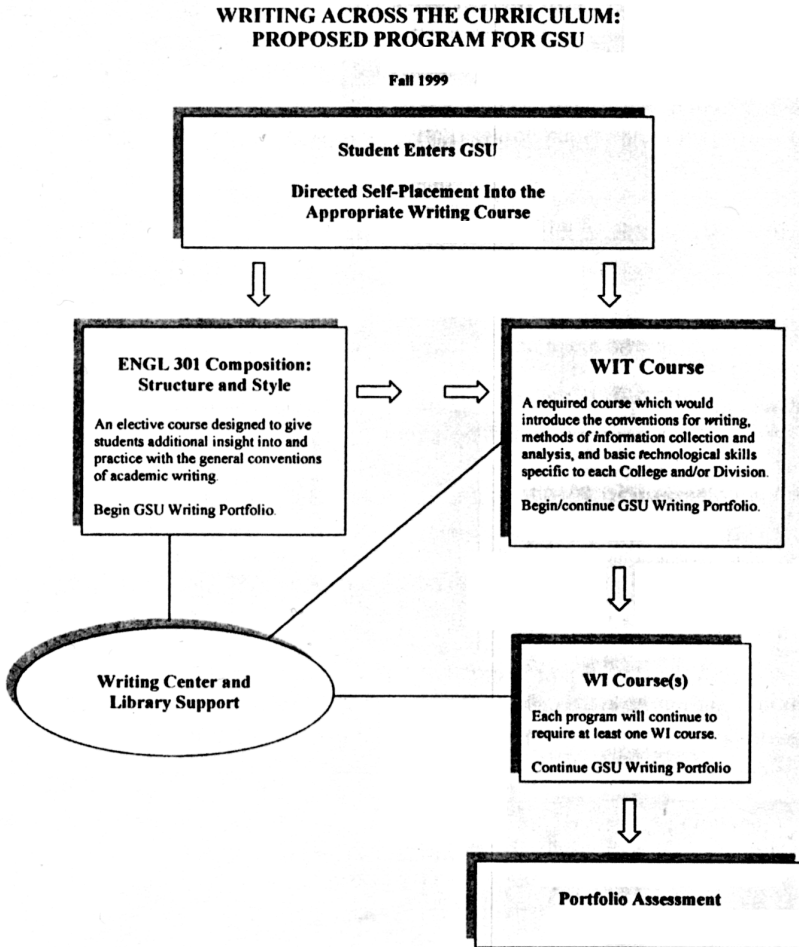 WRITING ACROSS THE CURRICULUM:
PROPOSED PROGRAM FOR GSU
Fall 1999
Student Enters GSU
Directed Self-Placement Into the
Appropriate Writing Course
ENGL 301 Composition:
Structure and Style
An elective course designed to give
students additional insight into and
practice with the general conventions
of academic writing.
Begin GSU Writing Portfolio.
WIT Course
A required course which would
introduce the conventions for writing,
methods of information collection and
analysis, and basic technological skills
specific to each College and/or Division.
Begin/continue GSU Writing Portfolio.
Writing Center and
Library Support
WI Course(s)
Each program will continue to
require at least one WI course.
Continue GSU Writing Portfolio
Portfolio Assessment